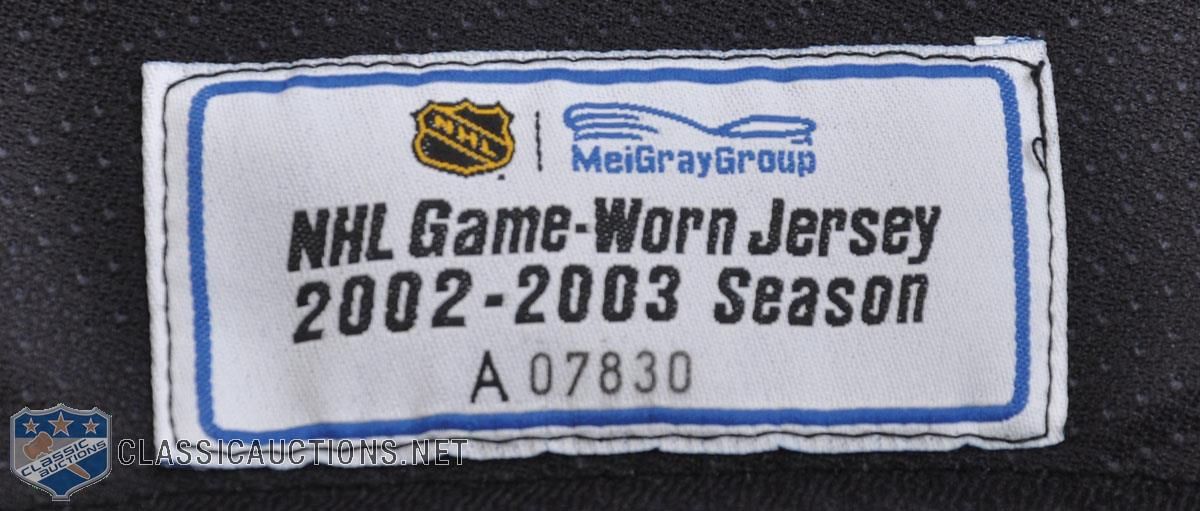 NHL
MeiGrayGroup
NHL Game-Worn Jersey
2002-2003 Season
A 07830
CLASSIC AUCTIONS
CLASSICAUCTIONS.NET